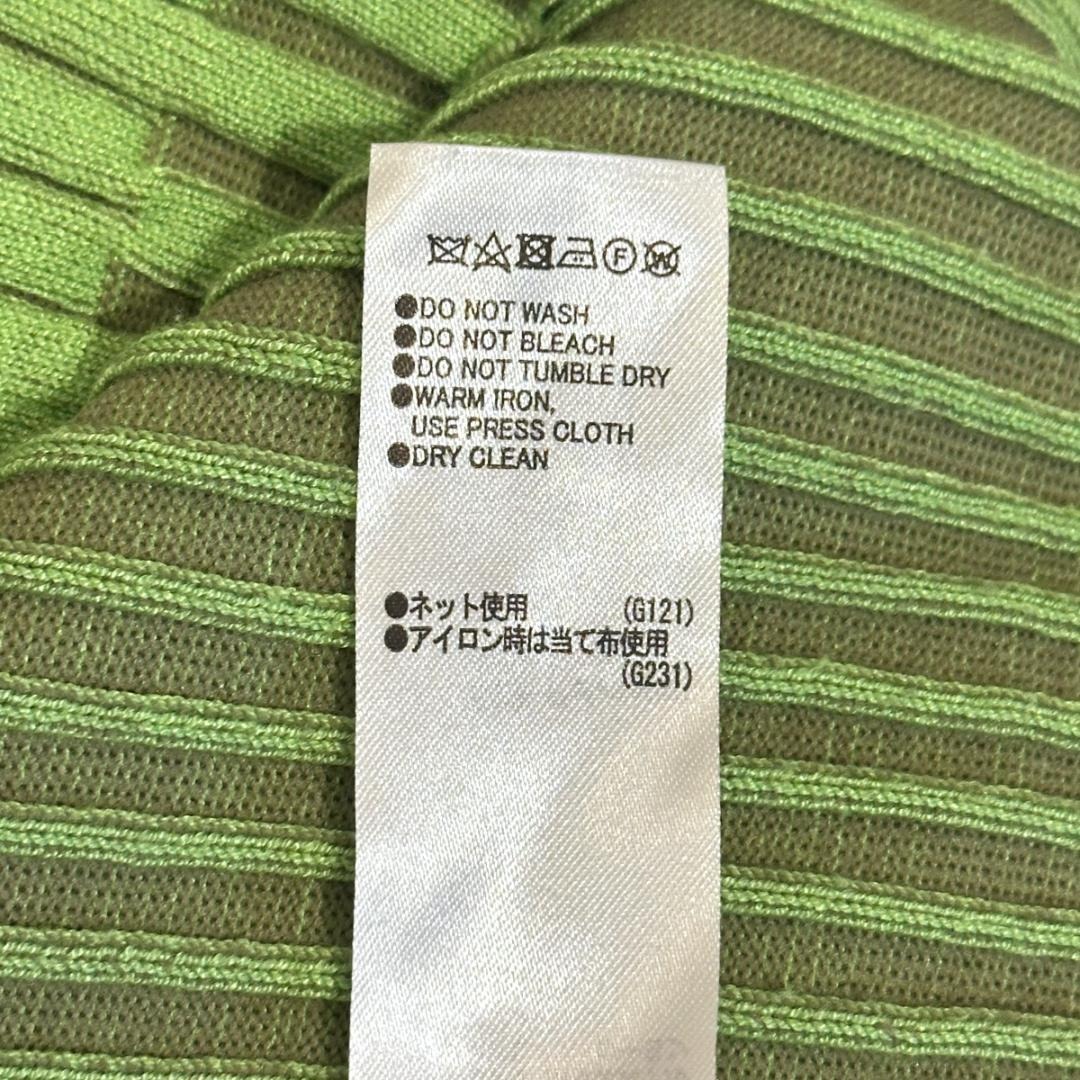 F W
●DO NOT WASH
●DO NOT BLEACH
●DO NOT TUMBLE DRY
●WARM IRON,
USE PRESS CLOTH
●DRY CLEAN
●ネット使用 (G121)
●アイロン時は当て布使用
(G231)